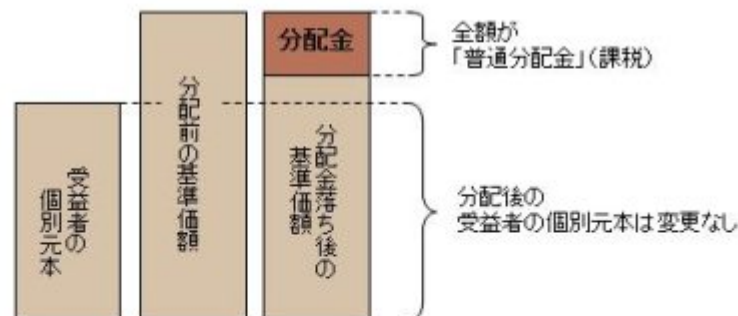 分配金
全額が
「普通分配金」(課税)
受益者の
個別元本
分配前の基準価額
分配金落ち後の
基準価額
分配後の
受益者の個別元本は変更なし